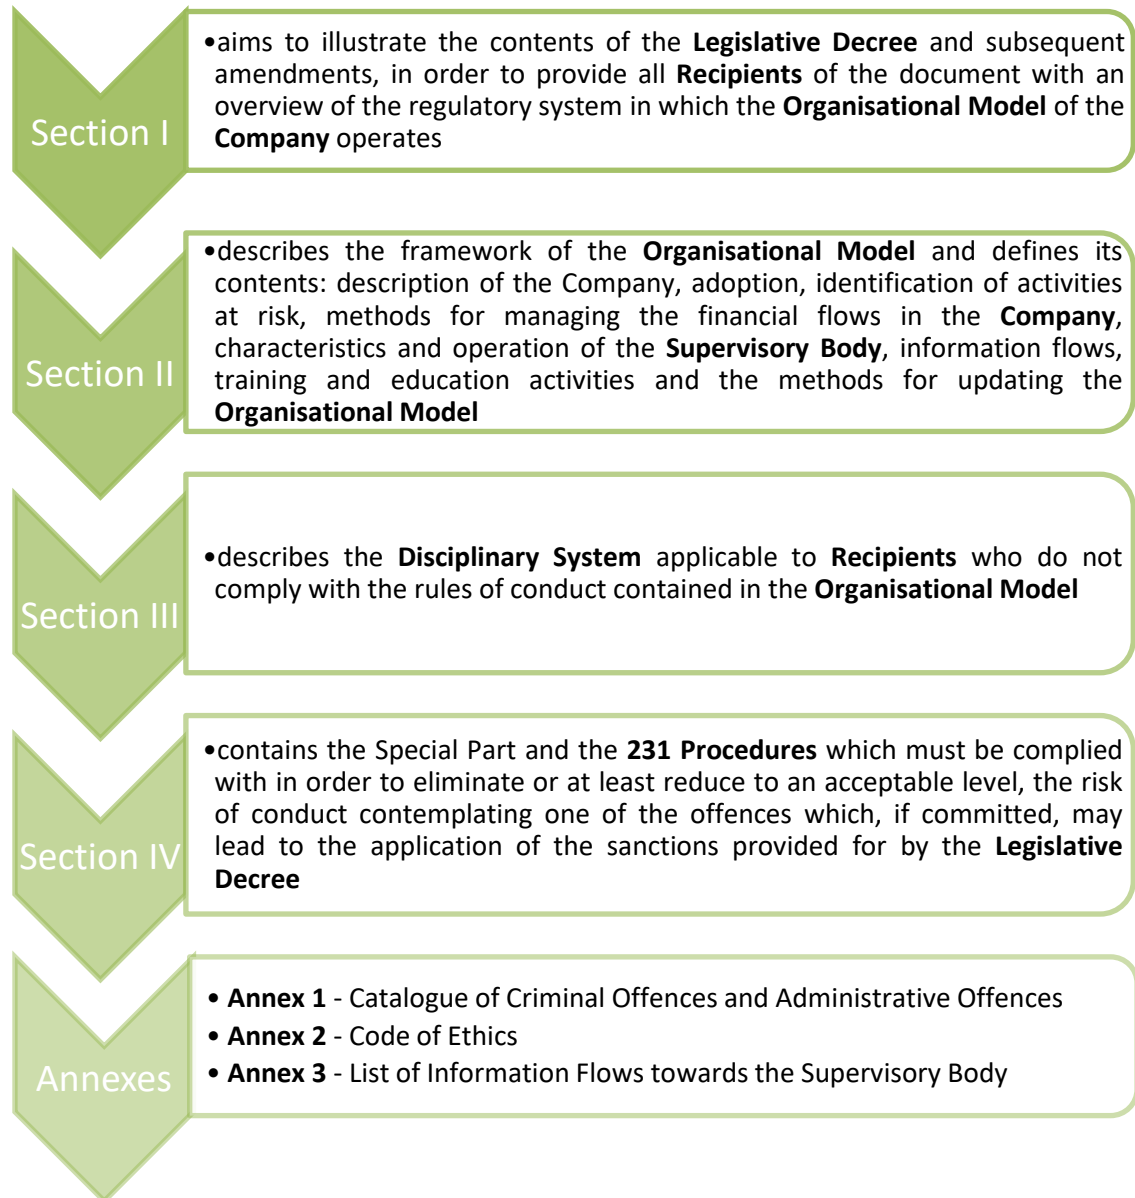 Section I
•aims to illustrate the contents of the Legislative Decree and subsequent
amendments, in order to provide all Recipients of the document with an
overview of the regulatory system in which the Organisational Model of the
Company operates
Section II
•describes the framework of the Organisational Model and defines its
contents: description of the Company, adoption, identification of activities
at risk, methods for managing the financial flows in the Company,
characteristics and operation of the Supervisory Body, information flows,
training and education activities and the methods for updating the
Organisational Model
Section III
•describes the Disciplinary System applicable to Recipients who do not
comply with the rules of conduct contained in the Organisational Model
Section IV
•contains the Special Part and the 231 Procedures which must be complied
with in order to eliminate or at least reduce to an acceptable level, the risk
of conduct contemplating one of the offences which, if committed, may
lead to the application of the sanctions provided for by the Legislative
Decree
Annexes
• Annex 1 - Catalogue of Criminal Offences and Administrative Offences
• Annex 2 - Code of Ethics
• Annex 3 - List of Information Flows towards the Supervisory Body